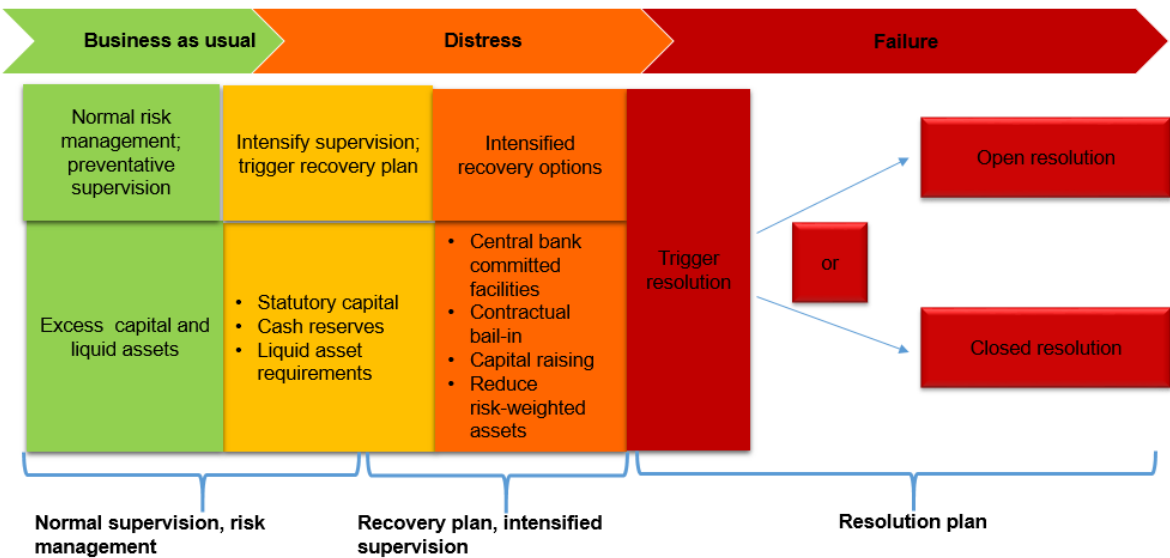 Business as usual
Distress
Failure
Normal risk
management;
preventative
supervision
Intensify supervision;
trigger recovery plan
Intensified
recovery options
Excess capital and
liquid assets
• Statutory capital
• Cash reserves
• Liquid asset
requirements
• Central bank
committed
facilities
• Contractual
bail-in
• Capital raising
• Reduce
risk-weighted
assets
Trigger
resolution
Open resolution
or
Closed resolution
Normal supervision, risk
management
Recovery plan, intensified
supervision
Resolution plan